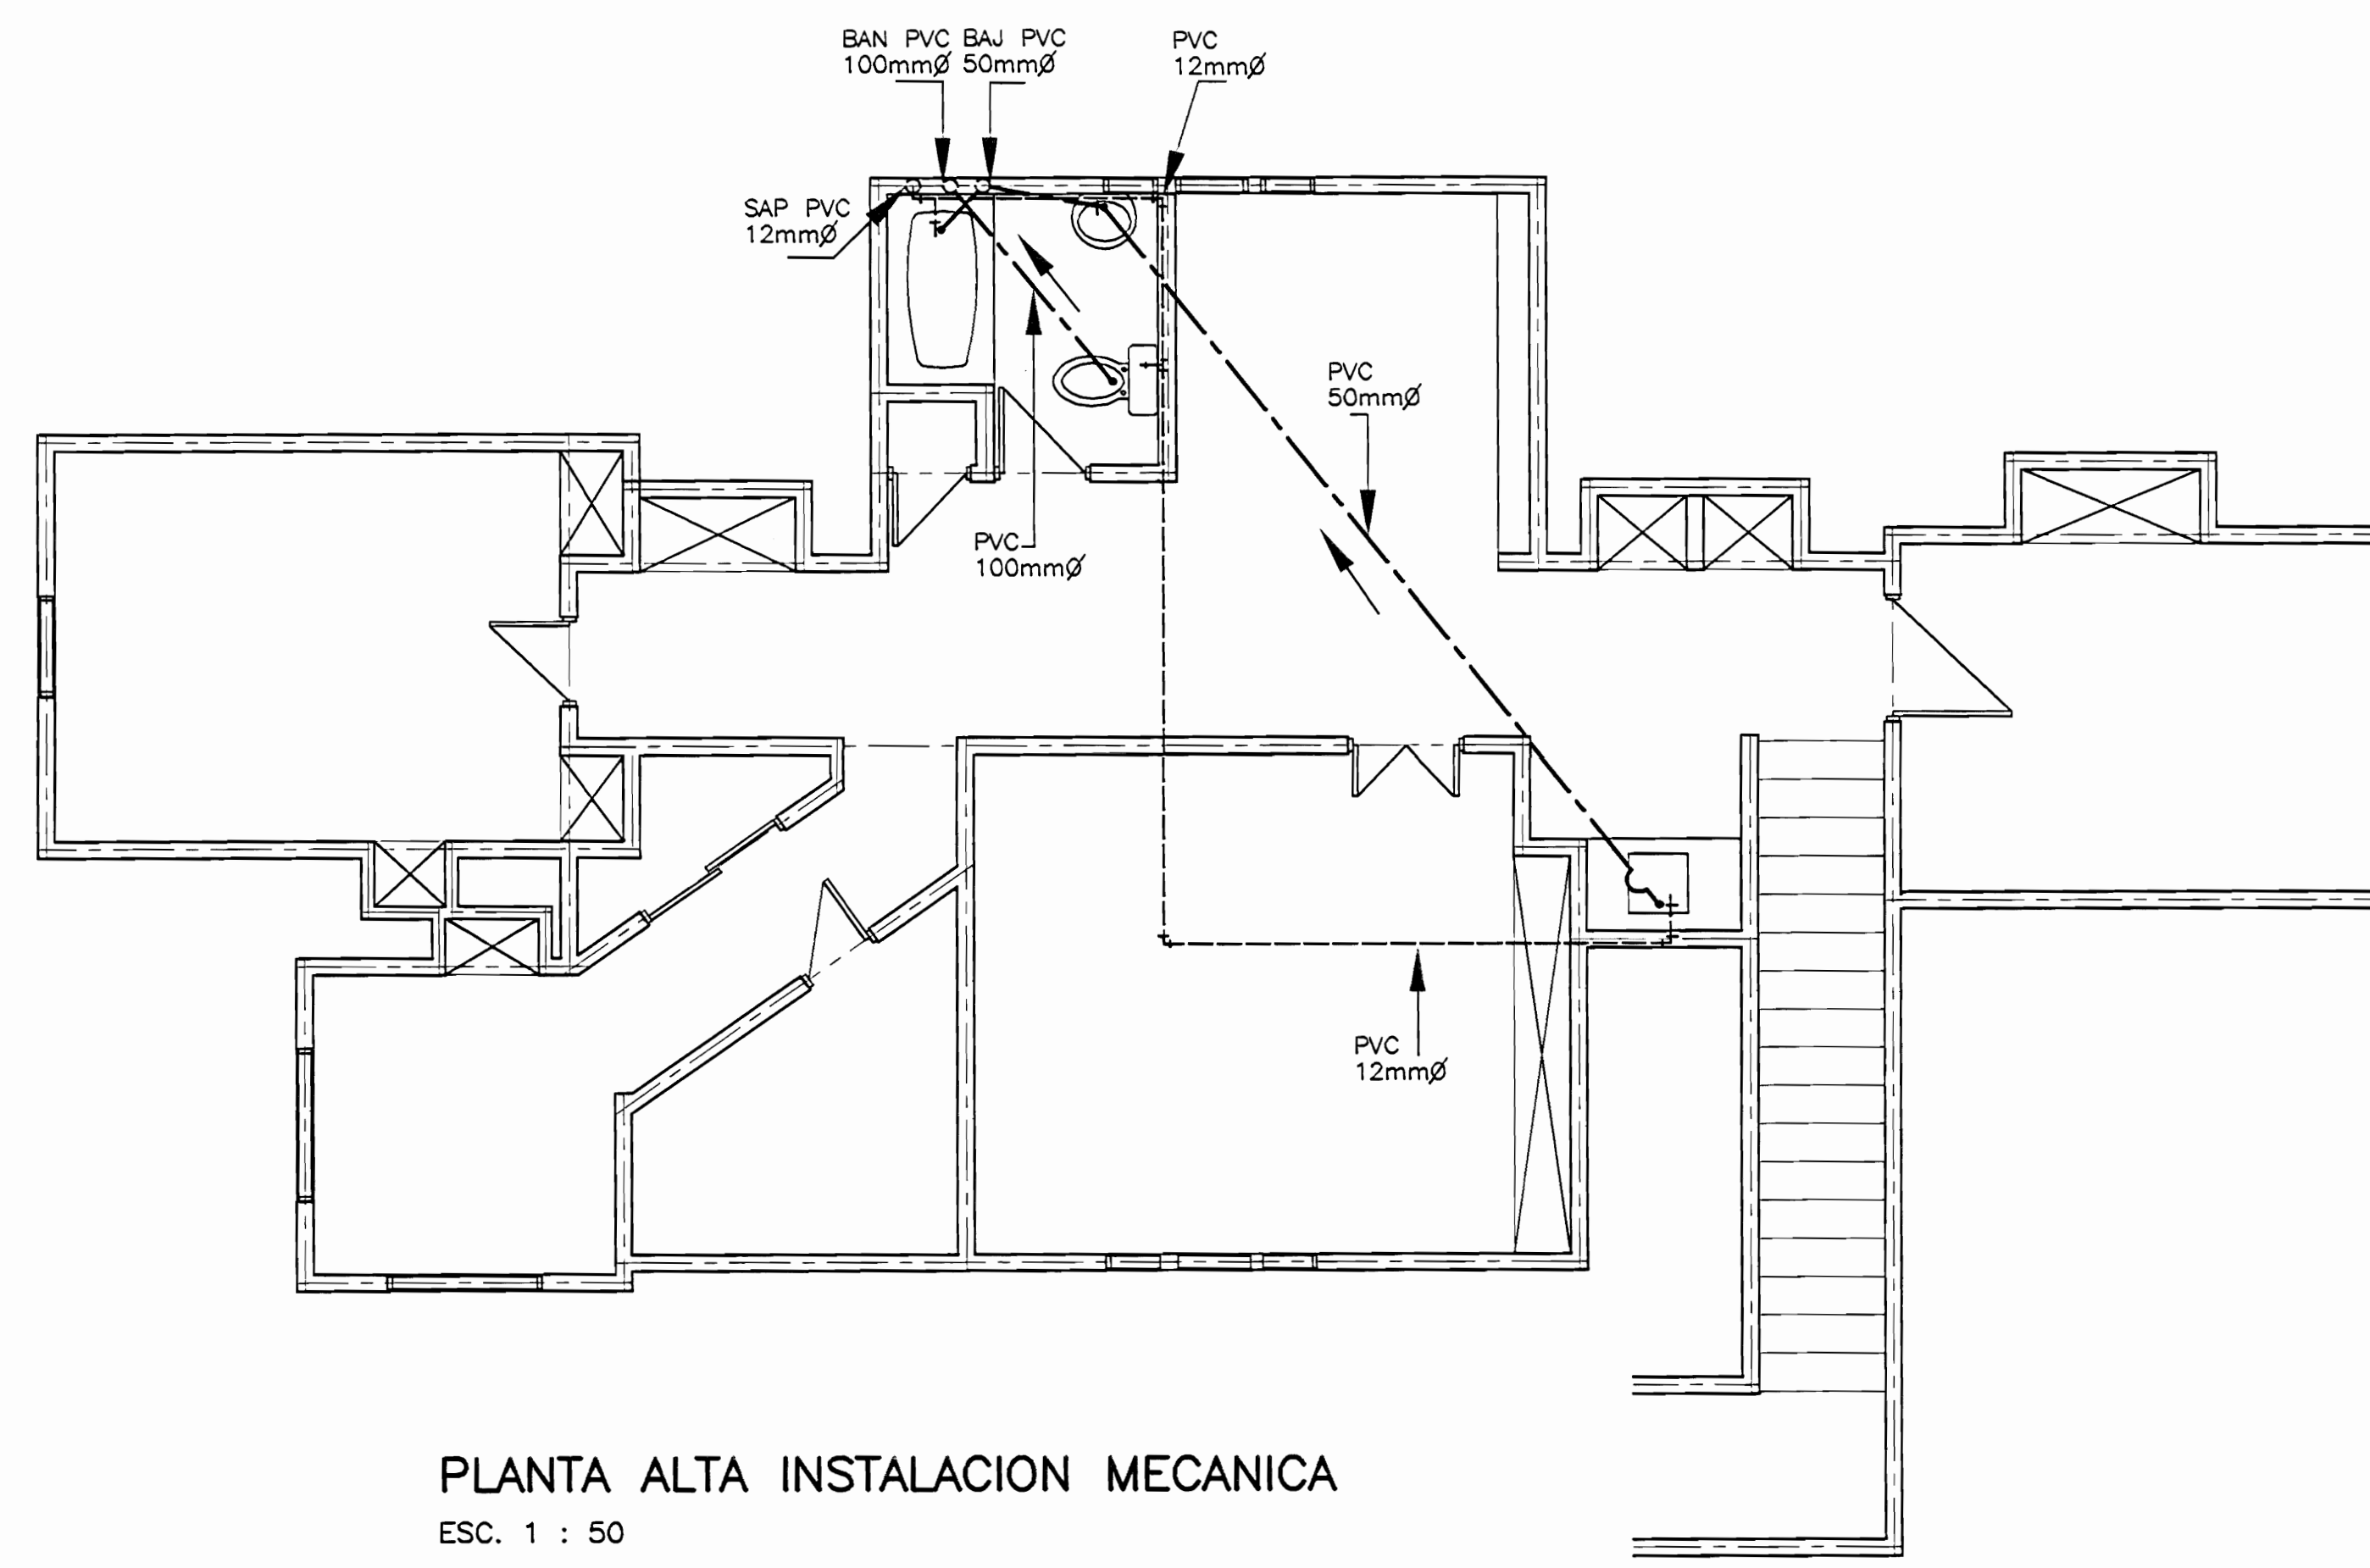 BAN PVC BAJ PVC
100mmØ 50mmØ
PVC
12mmØ
SAP PVC
12mmØ
PVC
50mmØ
PVC
100mmØ
PVC
12mmØ
PLANTA ALTA INSTALACION MECANICA
ESC. 1 : 50